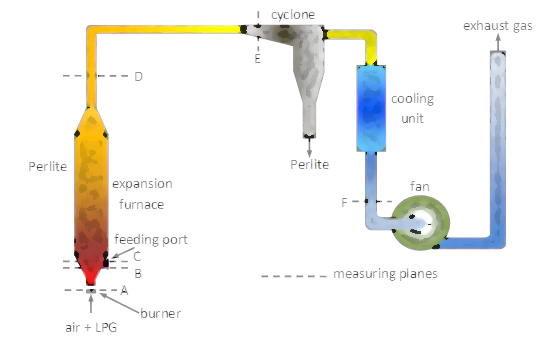 cyclone
exhaust gas
E
D
cooling
unit
Perlite
Perlite
expansion
furnace
fan
F
feeding port
C
B
measuring planes
A
burner
air + LPG